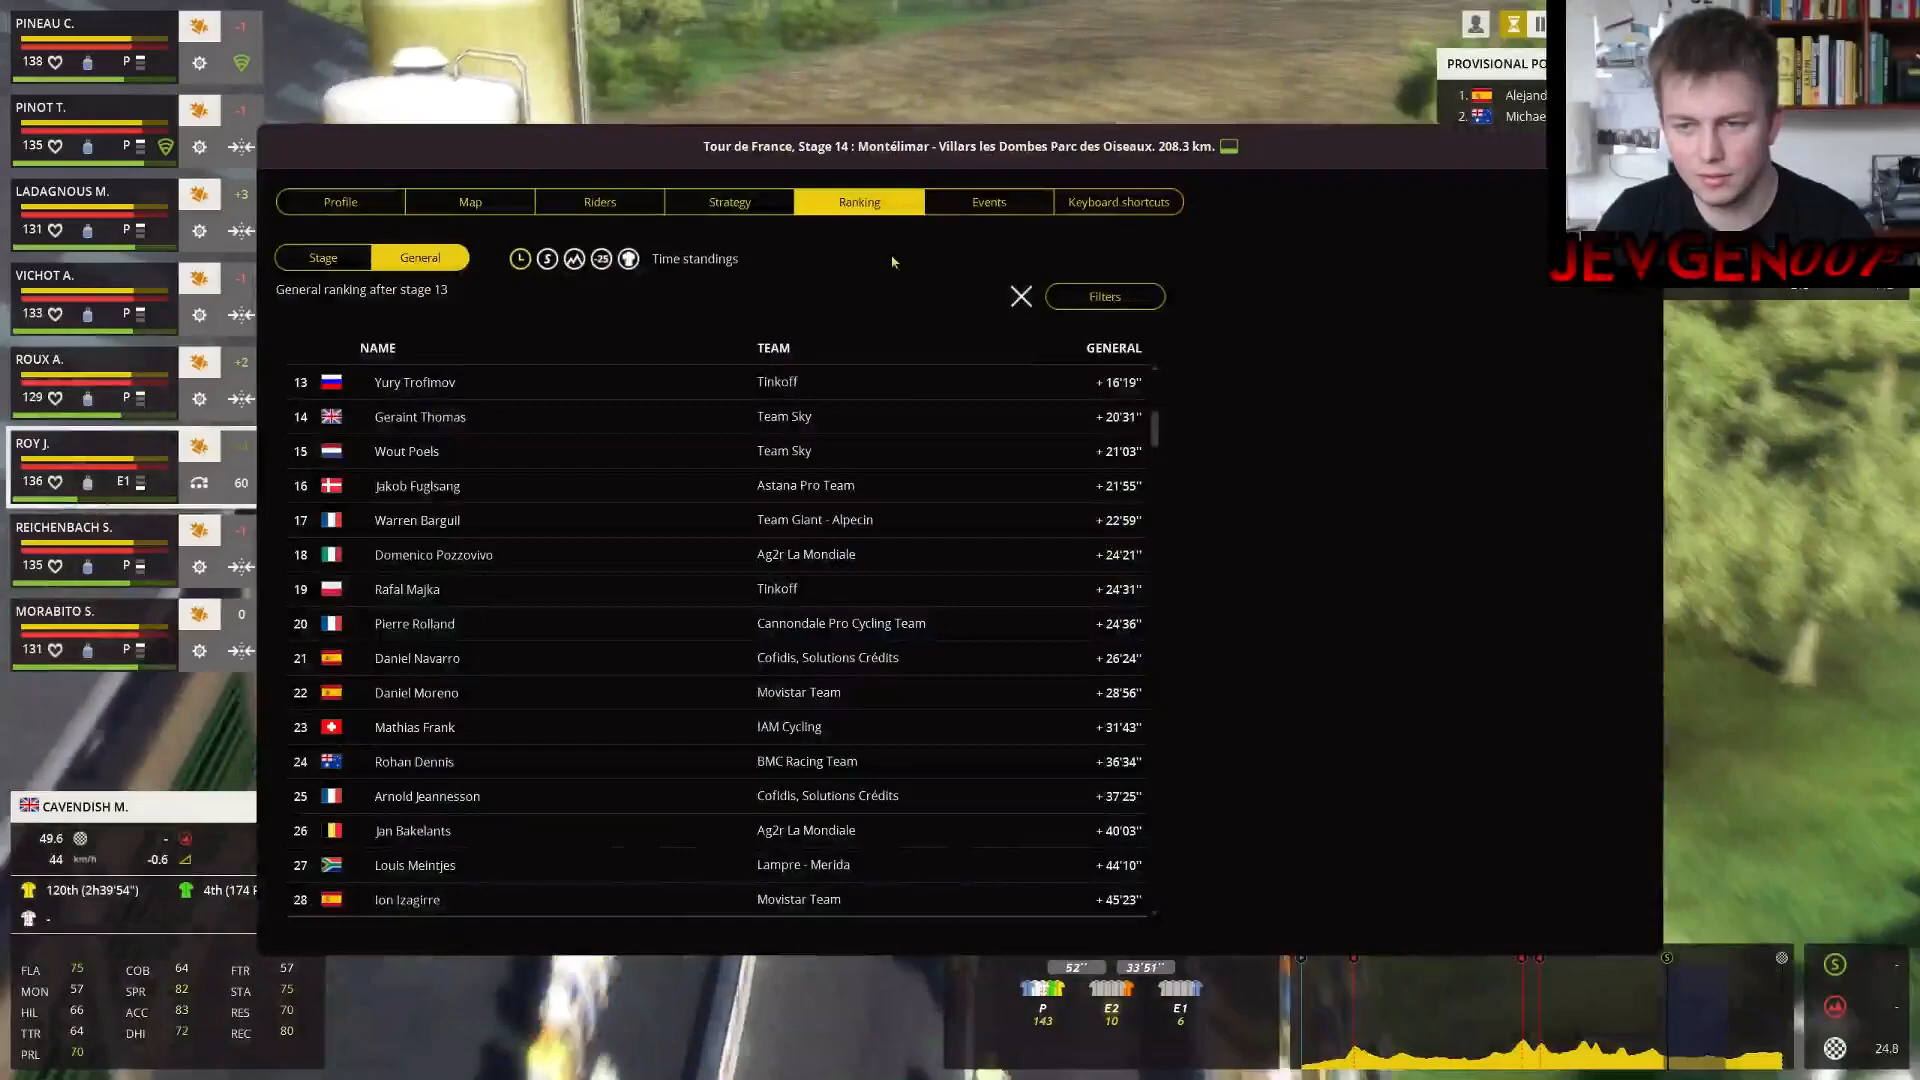 PINEAU C.
-1
138 P
PINOT T.
-1
135 P
LADAGNOUS M.
+3
131 P
VICHOT A.
-1
133 P
ROUX A.
+2
129 P
ROY J.
136 E1 60
REICHENBACH S.
-1
135 P
MORABITO S.
0
131 P
PROVISIONAL PO
1. Alejand
2. Michae
JEVGEN007
Tour de France, Stage 14 : Montélimar - Villars les Dombes Parc des Oiseaux. 208.3 km.
Profile Map Riders Strategy Ranking Events Keyboard shortcuts
Stage General L S -25 Time standings
General ranking after stage 13
Filters
NAME TEAM GENERAL
13 Yury Trofimov Tinkoff + 16'19''
14 Geraint Thomas Team Sky + 20'31''
15 Wout Poels Team Sky + 21'03''
16 Jakob Fuglsang Astana Pro Team + 21'55''
17 Warren Barguil Team Giant - Alpecin + 22'59''
18 Domenico Pozzovivo Ag2r La Mondiale + 24'21''
19 Rafal Majka Tinkoff + 24'31''
20 Pierre Rolland Cannondale Pro Cycling Team + 24'36''
21 Daniel Navarro Cofidis, Solutions Crédits + 26'24''
22 Daniel Moreno Movistar Team + 28'56''
23 Mathias Frank IAM Cycling + 31'43''
24 Rohan Dennis BMC Racing Team + 36'34''
25 Arnold Jeannesson Cofidis, Solutions Crédits + 37'25''
26 Jan Bakelants Ag2r La Mondiale + 40'03''
27 Louis Meintjes Lampre - Merida + 44'10''
28 Ion Izagirre Movistar Team + 45'23''
CAVENDISH M.
49.6 -
44 km/h -0.6
120th (2h39'54'') 4th (174 P
-
FLA 75 COB 64 FTR 57
MON 57 SPR 82 STA 75
HIL 66 ACC 83 RES 70
TTR 64 DHI 72 REC 80
PRL 70
52'' 33'51''
P E2 E1
143 10 6
S
S -
-
24.8